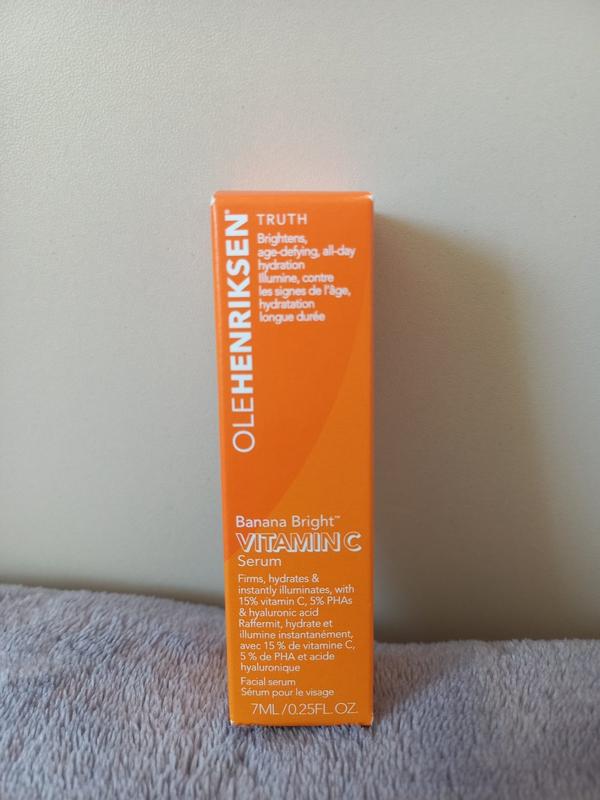 OLEHENRIKSEN®
TRUTH
Brightens,
age-defying, all-day
hydration
Illumine, contre
les signes de l'âge,
hydratation
longue durée
Banana Bright™
VITAMIN C
Serum
Firms, hydrates &
instantly illuminates, with
15% vitamin C, 5% PHAs
& hyaluronic acid
Raffermit, hydrate et
illumine instantanément,
avec 15 % de vitamine C,
5 % de PHA et acide
hyaluronique
Facial serum
Sérum pour le visage
7ML/0.25FL. OZ.